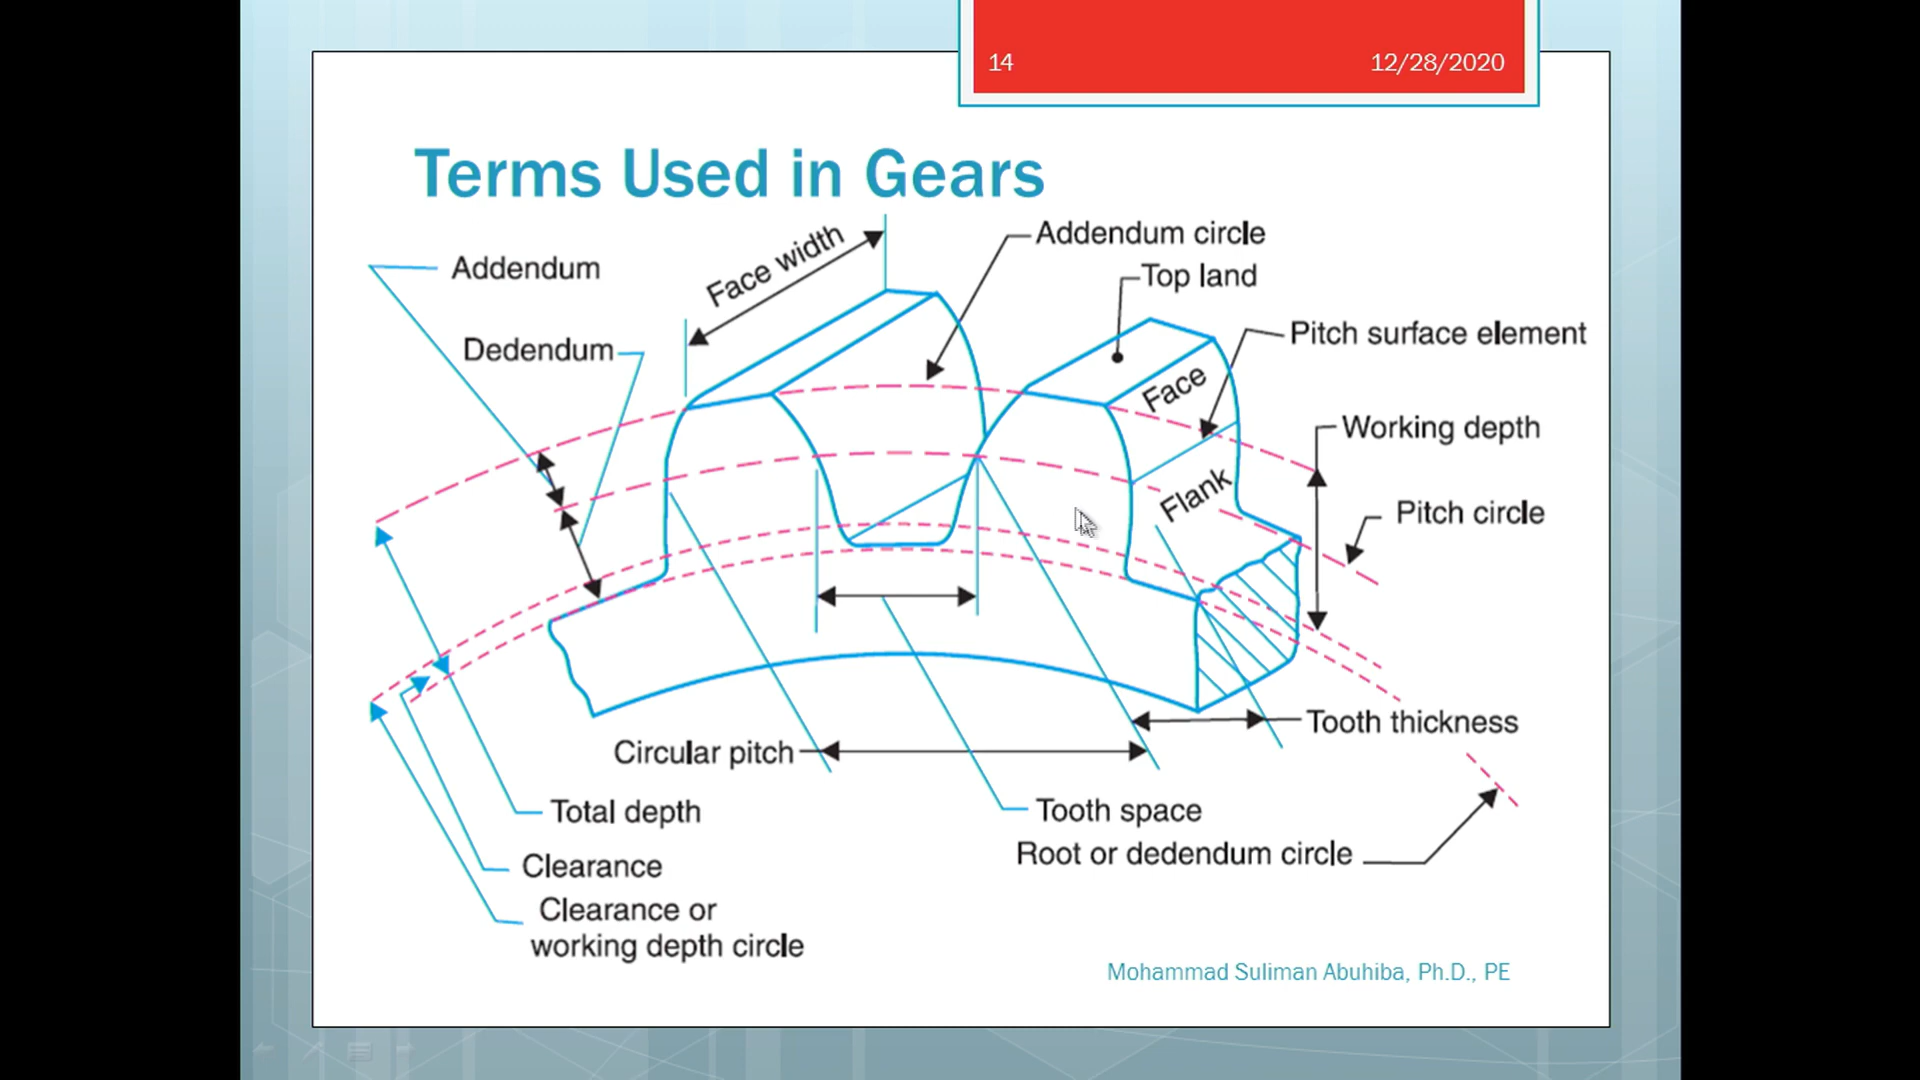 14
12/28/2020
Terms Used in Gears
Face width
Addendum circle
Addendum
Top land
Pitch surface element
Dedendum
Face
Working depth
Flank
Pitch circle
Tooth thickness
Circular pitch
Total depth
Tooth space
Root or dedendum circle
Clearance
Clearance or
working depth circle
Mohammad Suliman Abuhiba, Ph.D., PE